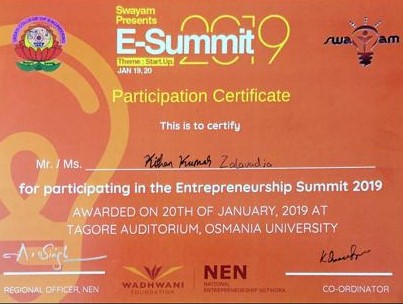 Swayam
Presents
E-Summit 2019
Theme : Start.Up.
JAN 19, 20
swayam
Participation Certificate
This is to certify
Mr. / Ms. Kishan Kumar Zalavadia
for participating in the Entrepreneurship Summit 2019
AWARDED ON 20TH OF JANUARY, 2019 AT
TAGORE AUDITORIUM, OSMANIA UNIVERSITY
REGIONAL OFFICER, NEN
WADHWANI
FOUNDATION
NEN
NATIONAL
ENTREPRENEURSHIP NETWORK
CO-ORDINATOR